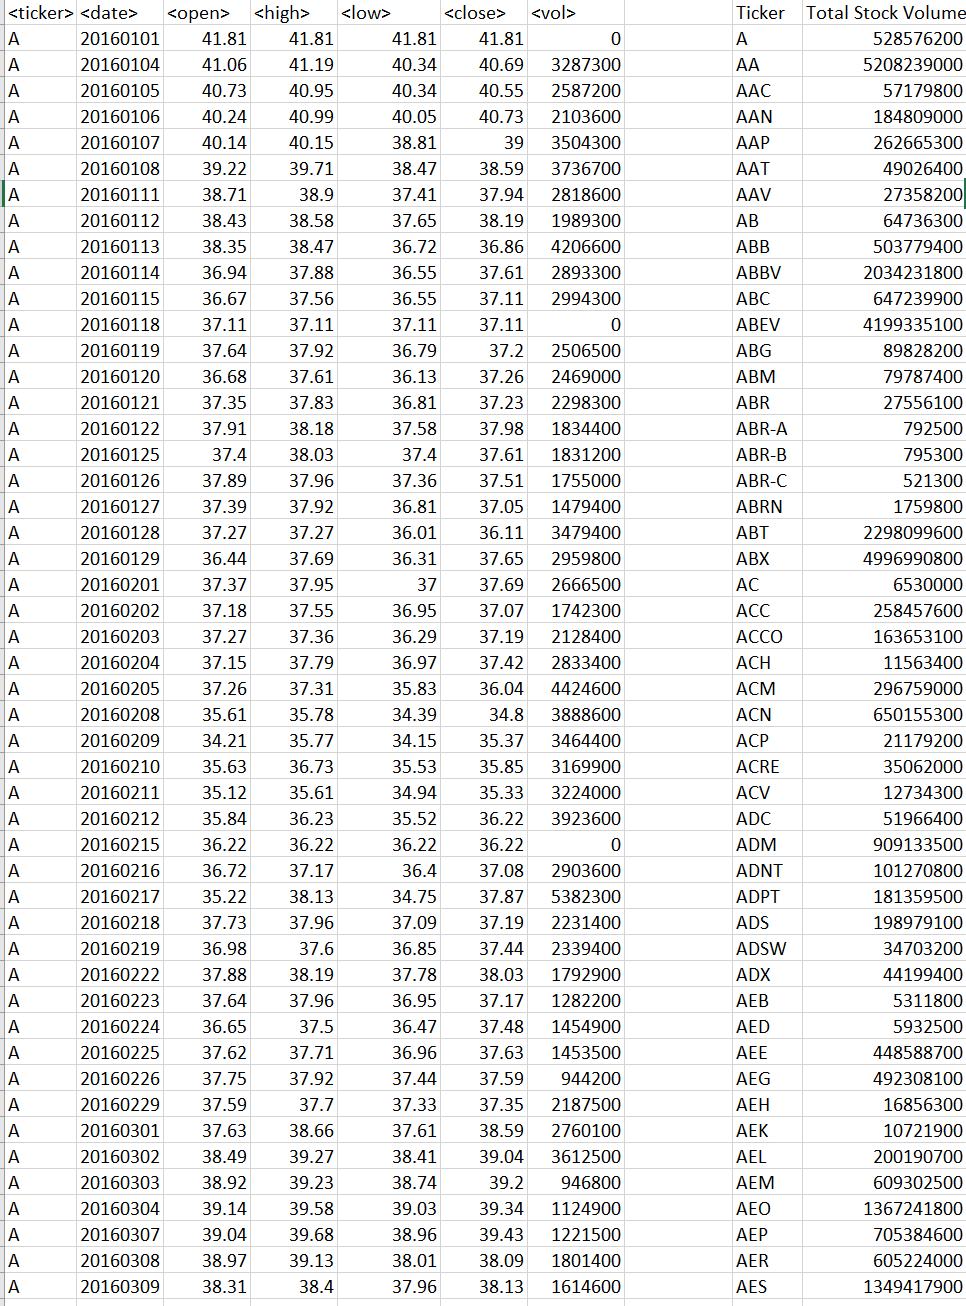 <ticker> <date> <open> <high> <low> <close> <vol> Ticker Total Stock Volume
A 20160101 41.81 41.81 41.81 41.81 0 A 528576200
A 20160104 41.06 41.19 40.34 40.69 3287300 AA 5208239000
A 20160105 40.73 40.95 40.34 40.55 2587200 AAC 57179800
A 20160106 40.24 40.99 40.05 40.73 2103600 AAN 184809000
A 20160107 40.14 40.15 38.81 39 3504300 AAP 262665300
A 20160108 39.22 39.71 38.47 38.59 3736700 AAT 49026400
A 20160111 38.71 38.9 37.41 37.94 2818600 AAV 27358200
A 20160112 38.43 38.58 37.65 38.19 1989300 AB 64736300
A 20160113 38.35 38.47 36.72 36.86 4206600 ABB 503779400
A 20160114 36.94 37.88 36.55 37.61 2893300 ABBV 2034231800
A 20160115 36.67 37.56 36.55 37.11 2994300 ABC 647239900
A 20160118 37.11 37.11 37.11 37.11 0 ABEV 4199335100
A 20160119 37.64 37.92 36.79 37.2 2506500 ABG 89828200
A 20160120 36.68 37.61 36.13 37.26 2469000 ABM 79787400
A 20160121 37.35 37.83 36.81 37.23 2298300 ABR 27556100
A 20160122 37.91 38.18 37.58 37.98 1834400 ABR-A 792500
A 20160125 37.4 38.03 37.4 37.61 1831200 ABR-B 795300
A 20160126 37.89 37.96 37.36 37.51 1755000 ABR-C 521300
A 20160127 37.39 37.92 36.81 37.05 1479400 ABRN 1759800
A 20160128 37.27 37.27 36.01 36.11 3479400 ABT 2298099600
A 20160129 36.44 37.69 36.31 37.65 2959800 ABX 4996990800
A 20160201 37.37 37.95 37 37.69 2666500 AC 6530000
A 20160202 37.18 37.55 36.95 37.07 1742300 ACC 258457600
A 20160203 37.27 37.36 36.29 37.19 2128400 ACCO 163653100
A 20160204 37.15 37.79 36.97 37.42 2833400 ACH 11563400
A 20160205 37.26 37.31 35.83 36.04 4424600 ACM 296759000
A 20160208 35.61 35.78 34.39 34.8 3888600 ACN 650155300
A 20160209 34.21 35.77 34.15 35.37 3464400 ACP 21179200
A 20160210 35.63 36.73 35.53 35.85 3169900 ACRE 35062000
A 20160211 35.12 35.61 34.94 35.33 3224000 ACV 12734300
A 20160212 35.84 36.23 35.52 36.22 3923600 ADC 51966400
A 20160215 36.22 36.22 36.22 36.22 0 ADM 909133500
A 20160216 36.72 37.17 36.4 37.08 2903600 ADNT 101270800
A 20160217 35.22 38.13 34.75 37.87 5382300 ADPT 181359500
A 20160218 37.73 37.96 37.09 37.19 2231400 ADS 198979100
A 20160219 36.98 37.6 36.85 37.44 2339400 ADSW 34703200
A 20160222 37.88 38.19 37.78 38.03 1792900 ADX 44199400
A 20160223 37.64 37.96 36.95 37.17 1282200 AEB 5311800
A 20160224 36.65 37.5 36.47 37.48 1454900 AED 5932500
A 20160225 37.62 37.71 36.96 37.63 1453500 AEE 448588700
A 20160226 37.75 37.92 37.44 37.59 944200 AEG 492308100
A 20160229 37.59 37.7 37.33 37.35 2187500 AEH 16856300
A 20160301 37.63 38.66 37.61 38.59 2760100 AEK 10721900
A 20160302 38.49 39.27 38.41 39.04 3612500 AEL 200190700
A 20160303 38.92 39.23 38.74 39.2 946800 AEM 609302500
A 20160304 39.14 39.58 39.03 39.34 1124900 AEO 1367241800
A 20160307 39.04 39.68 38.96 39.43 1221500 AEP 705384600
A 20160308 38.97 39.13 38.01 38.09 1801400 AER 605224000
A 20160309 38.31 38.4 37.96 38.13 1614600 AES 1349417900